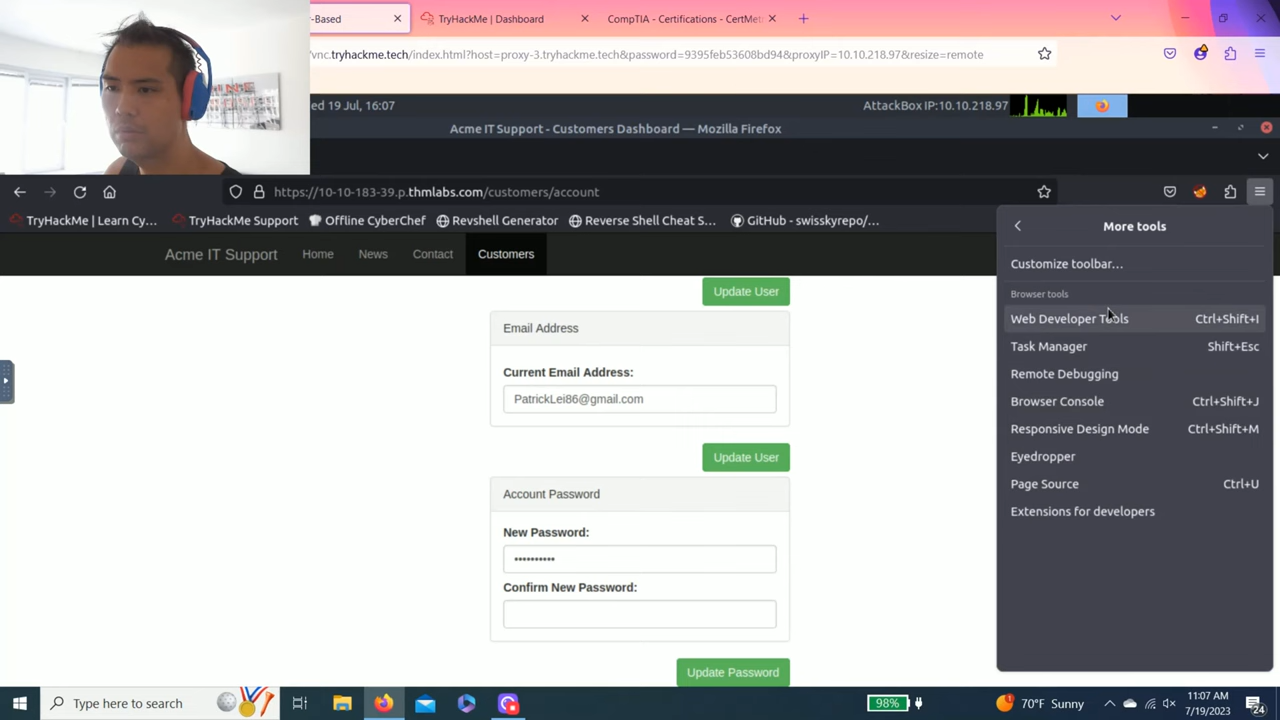 r-Based
TryHackMe | Dashboard
CompTIA - Certifications - CertMet
vnc.tryhackme.tech/index.html?host=proxy-3.tryhackme.tech&password=9395feb53608bd94&proxyIP=10.10.218.97&resize=remote
ed 19 Jul, 16:07
AttackBox IP:10.10.218.97
Acme IT Support - Customers Dashboard — Mozilla Firefox
https://10-10-183-39.p.thmlabs.com/customers/account
TryHackMe | Learn Cy…
TryHackMe Support
Offline CyberChef
Revshell Generator
Reverse Shell Cheat S…
GitHub - swisskyrepo/…
Acme IT Support
Home
News
Contact
Customers
Update User
Email Address
Current Email Address:
PatrickLei86@gmail.com
Update User
Account Password
New Password:
••••••••••
Confirm New Password:
Update Password
More tools
Customize toolbar…
Browser tools
Web Developer Tools Ctrl+Shift+I
Task Manager Shift+Esc
Remote Debugging
Browser Console Ctrl+Shift+J
Responsive Design Mode Ctrl+Shift+M
Eyedropper
Page Source Ctrl+U
Extensions for developers
Type here to search
98%
70°F Sunny
11:07 AM
7/19/2023
24